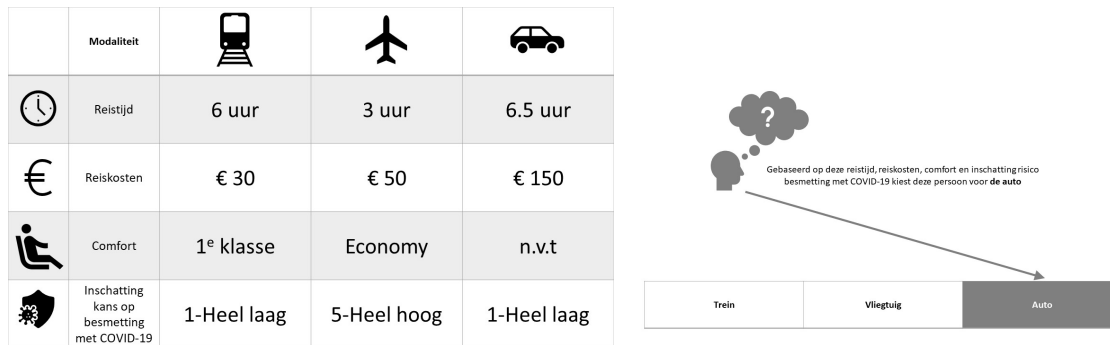 Modaliteit
Reistijd 6 uur 3 uur 6.5 uur
€ Reiskosten € 30 € 50 € 150
Comfort 1e klasse Economy n.v.t
Inschatting
kans op
besmetting
met COVID-19
1-Heel laag 5-Heel hoog 1-Heel laag
?
Gebaseerd op deze reistijd, reiskosten, comfort en inschatting risico
besmetting met COVID-19 kiest deze persoon voor de auto
Trein Vliegtuig Auto